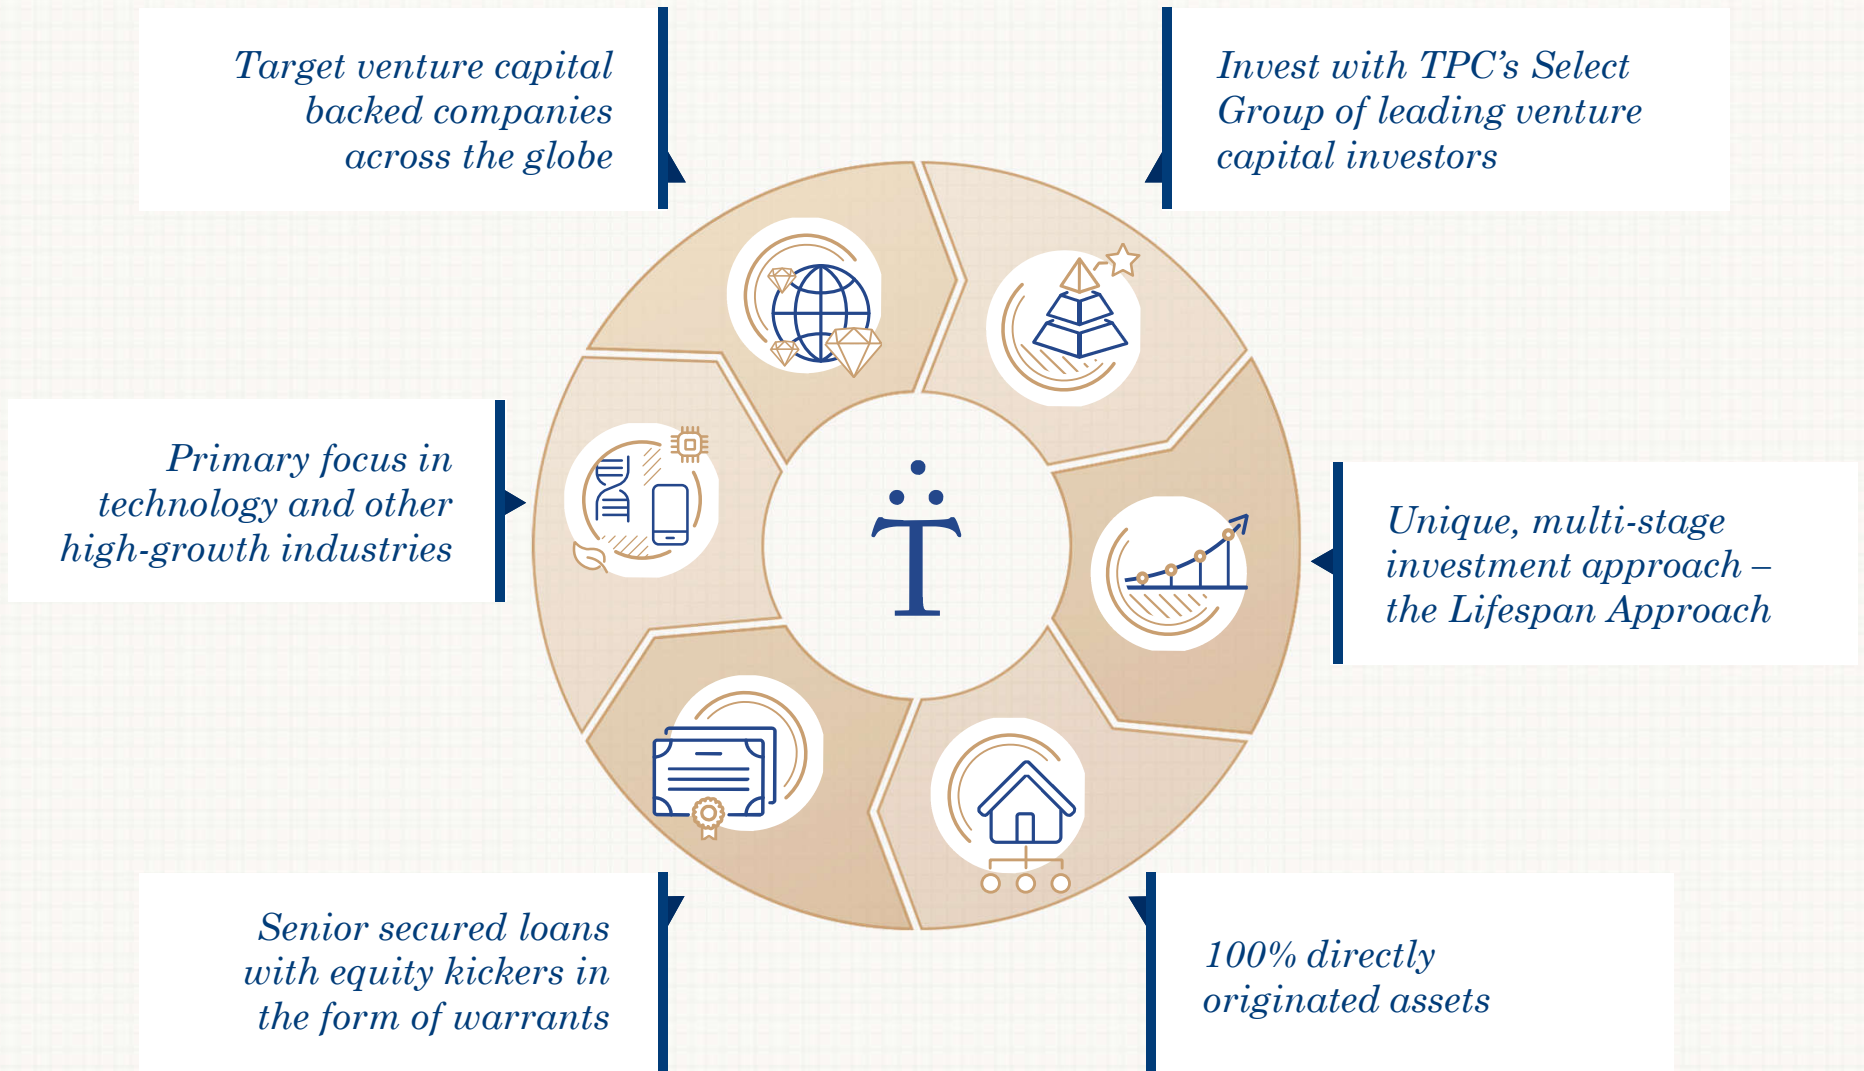 Target venture capital
backed companies
across the globe
Invest with TPC’s Select
Group of leading venture
capital investors
Primary focus in
technology and other
high-growth industries
Unique, multi-stage
investment approach –
the Lifespan Approach
Senior secured loans
with equity kickers in
the form of warrants
100% directly
originated assets
T